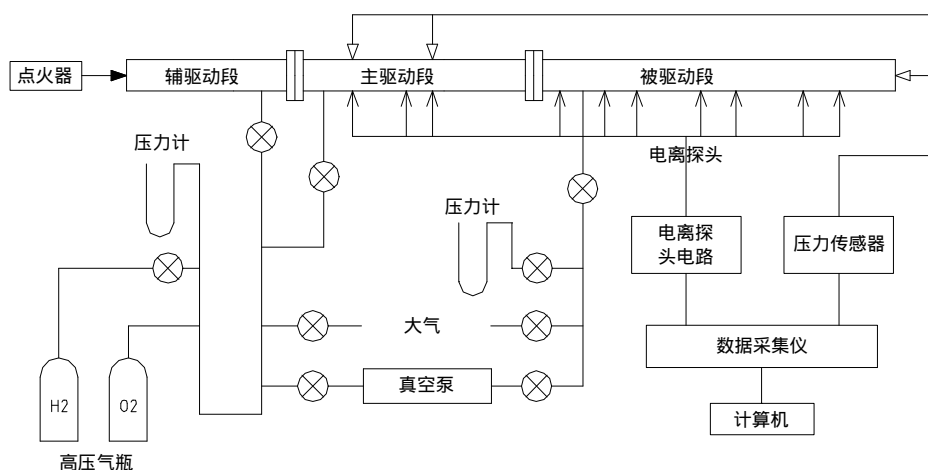 点火器
辅驱动段
主驱动段
被驱动段
压力计
电离探头
压力计
电离探
头电路
压力传感器
大气
数据采集仪
真空泵
H2
O2
计算机
高压气瓶